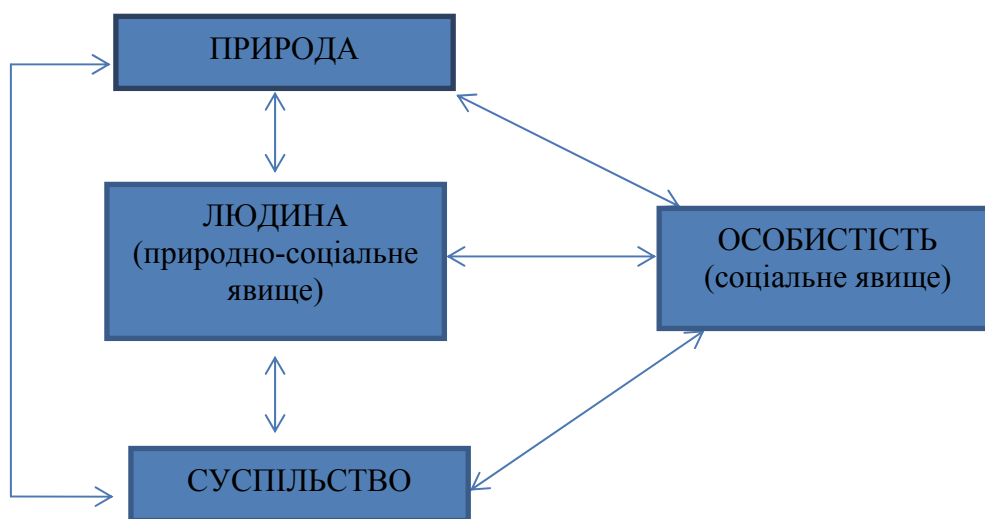 ПРИРОДА
ЛЮДИНА
(природно-соціальне
явище)
ОСОБИСТІСТЬ
(соціальне явище)
СУСПІЛЬСТВО